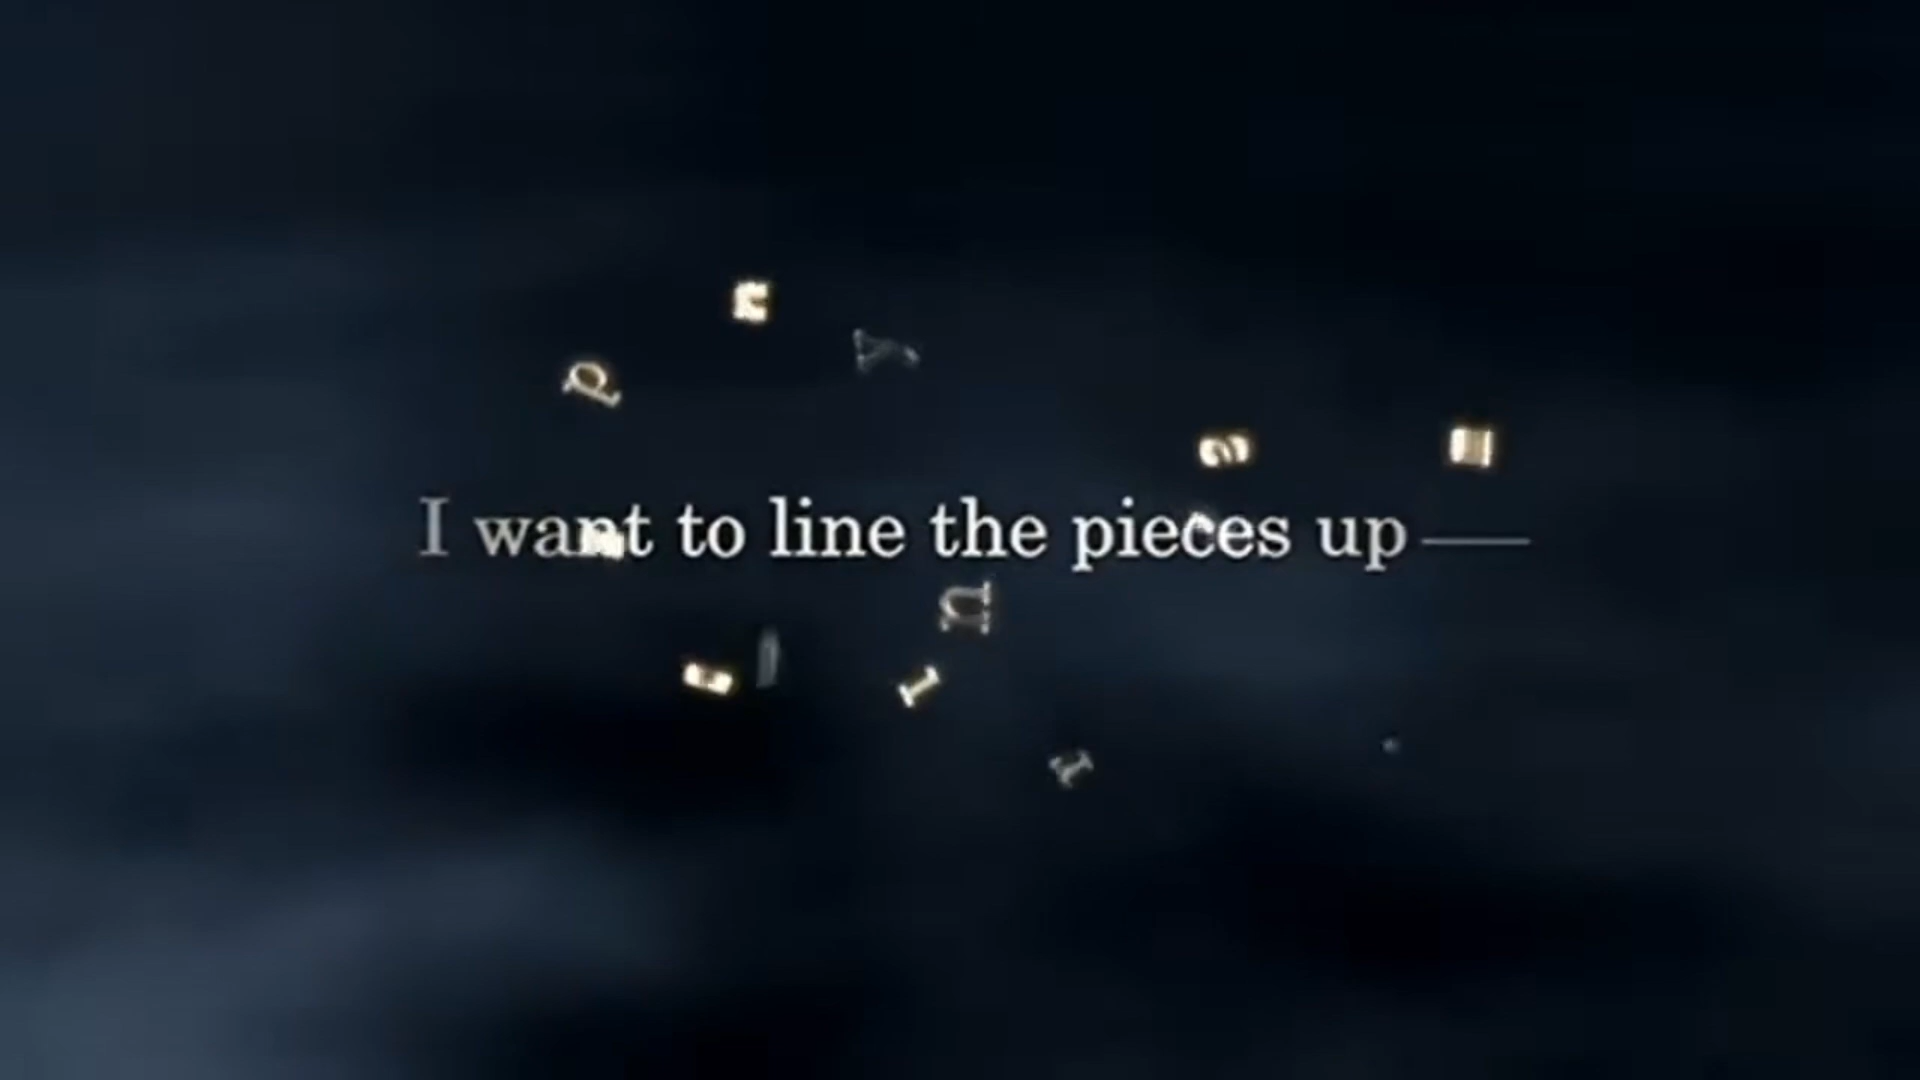 I want to line the pieces up——